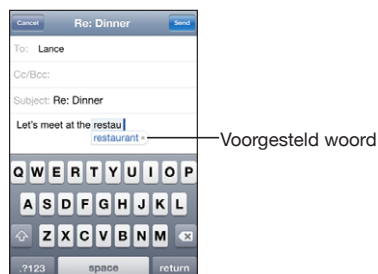 Cancel Re: Dinner Send
To: Lance
Cc/Bcc:
Subject: Re: Dinner
Let's meet at the restau
restaurant ×
Voorgesteld woord
Q W E R T Y U I O P
A S D F G H J K L
Z X C V B N M
.?123 space return